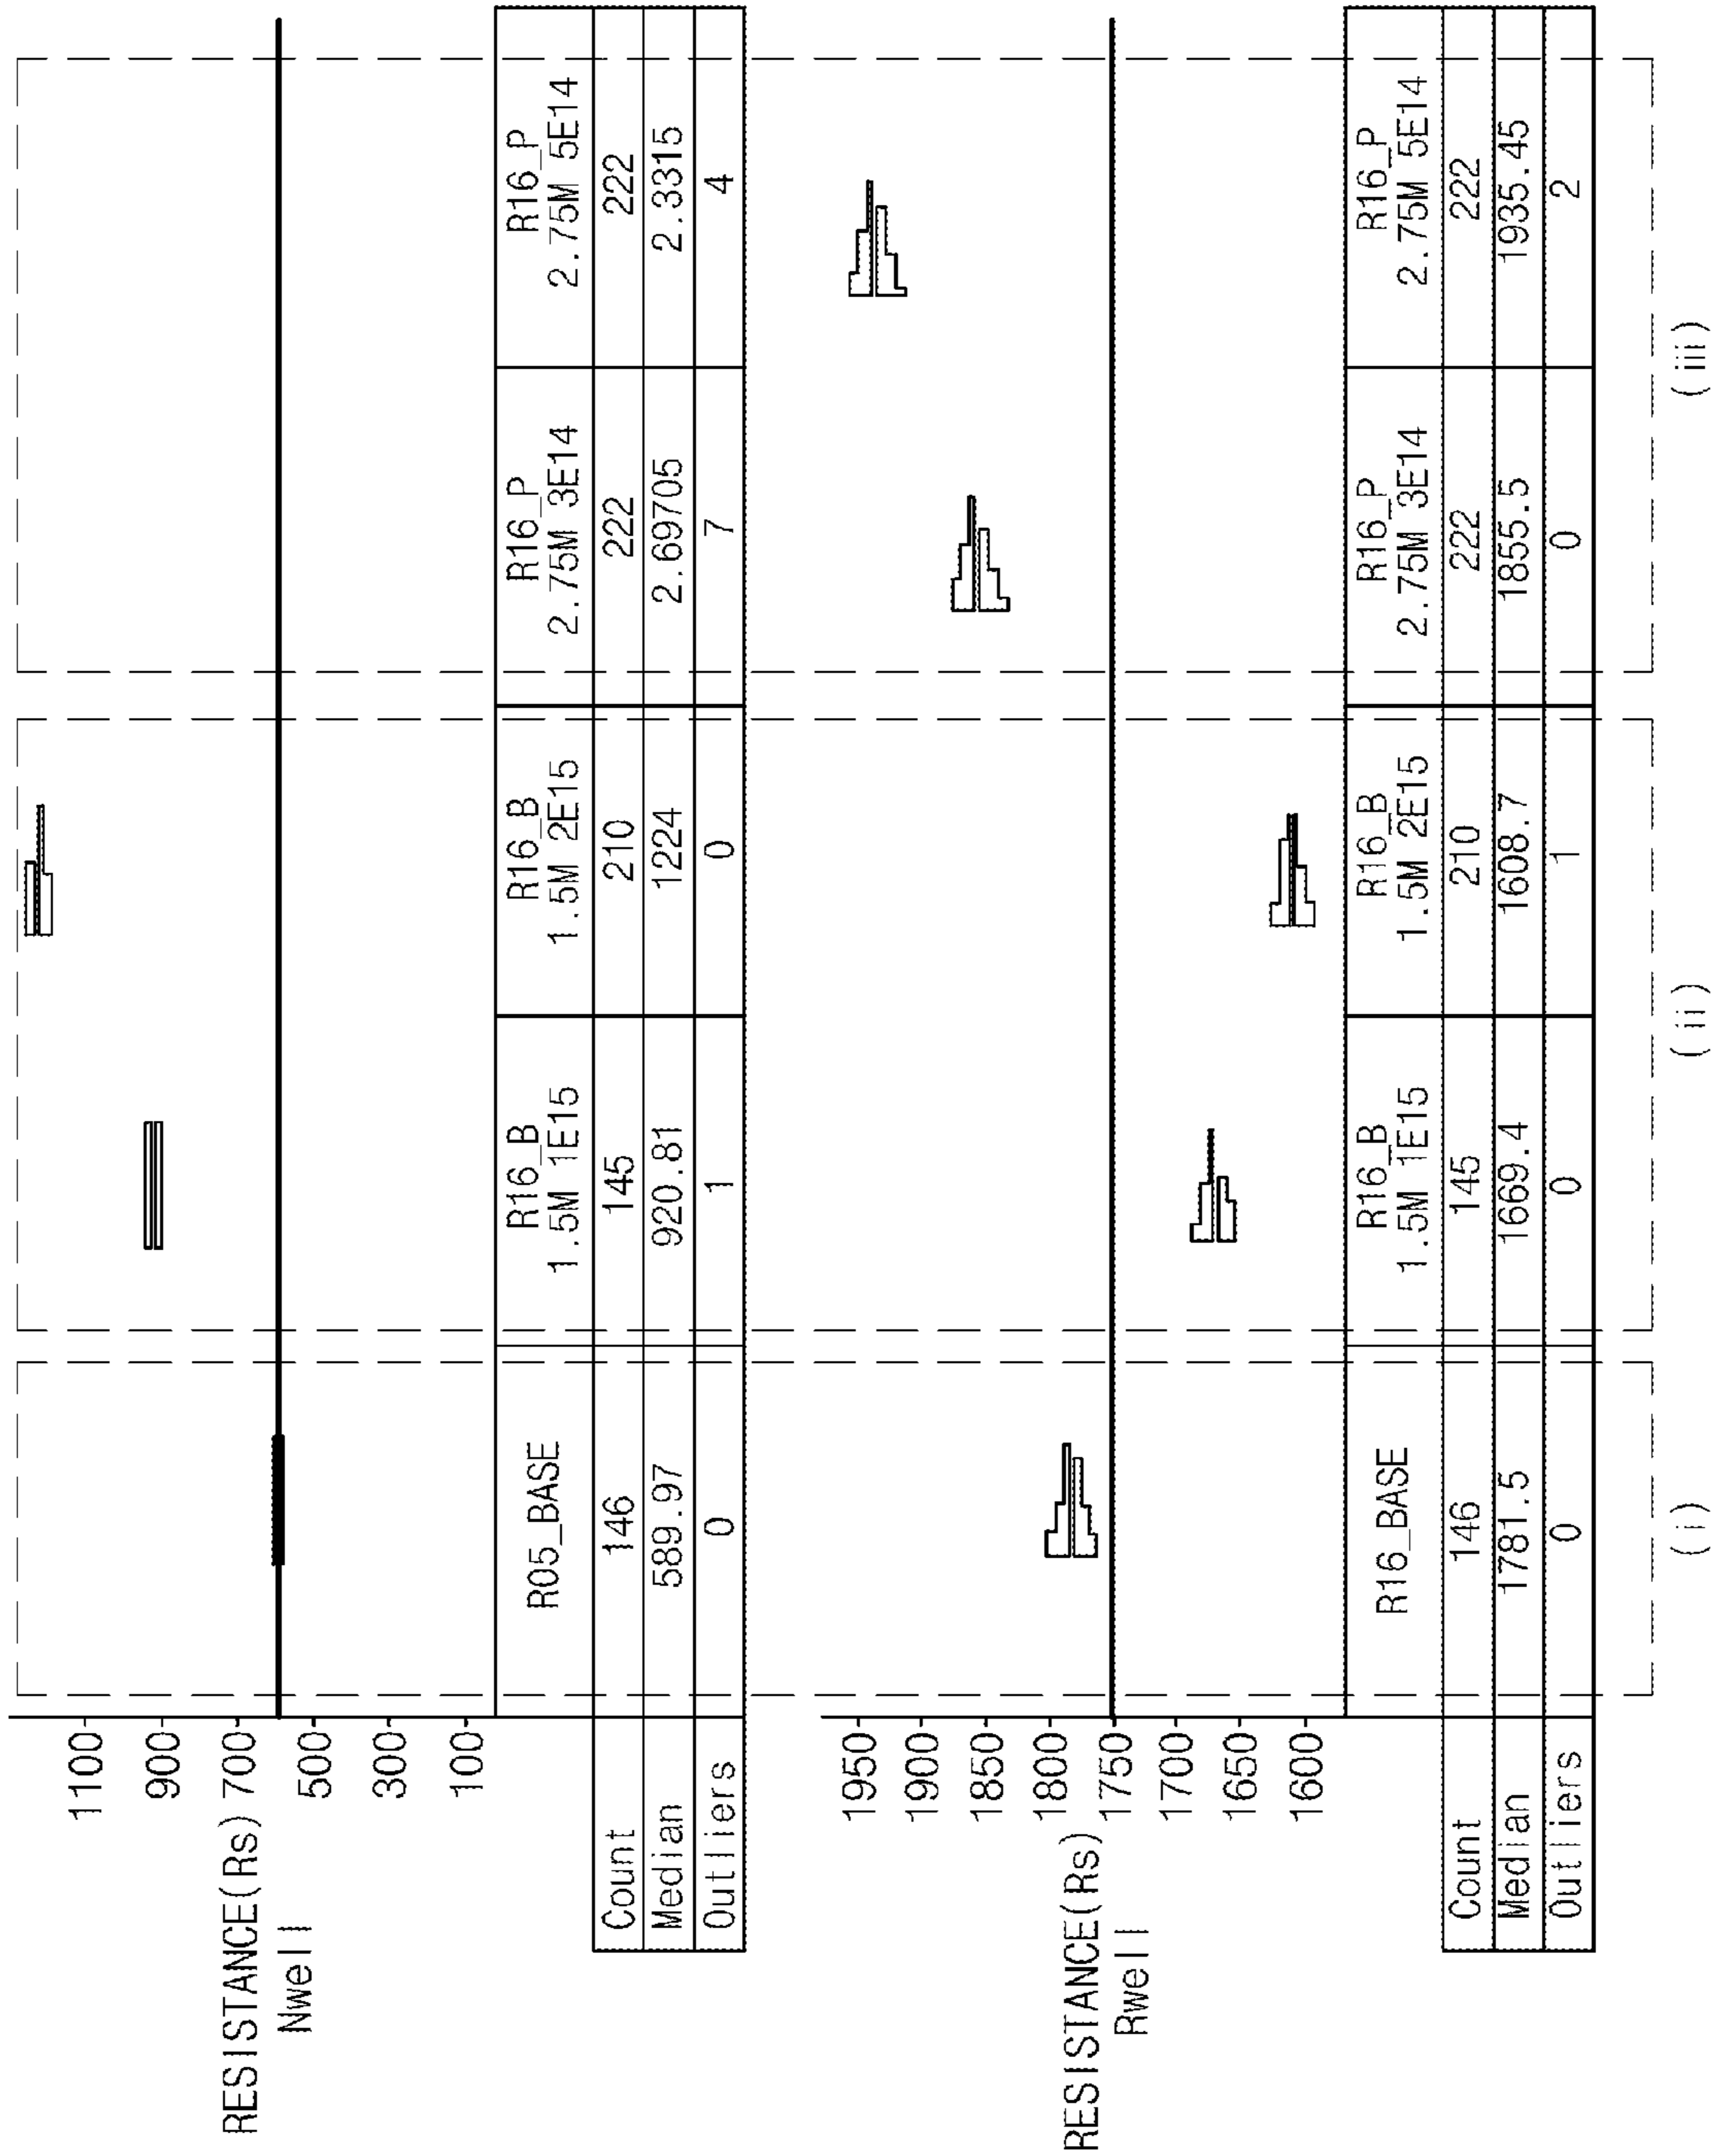 1100
900
RESISTANCE(Rs) 700
Nwell
500
300
100
R05_BASE
R16_B
1.5M 1E15
R16_B
1.5M 2E15
R16_P
2.75M 3E14
R16_P
2.75M 5E14
Count 146 145 210 222 222
Median 589.97 920.81 1224 2.69705 2.3315
Outliers 0 1 0 7 4
1950
1900
1850
1800
RESISTANCE(Rs) 1750
Rwell
1700
1650
1600
R16_BASE
R16_B
1.5M 1E15
R16_B
1.5M 2E15
R16_P
2.75M 3E14
R16_P
2.75M 5E14
Count 146 145 210 222 222
Median 1781.5 1669.4 1608.7 1855.5 1935.45
Outliers 0 0 1 0 2
(i) (ii) (iii)